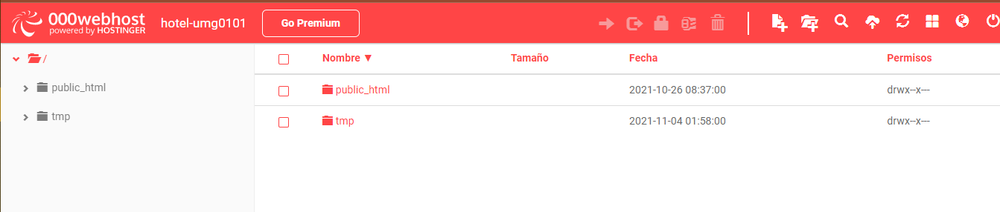 000webhost
powered by HOSTINGER
hotel-umg0101
Go Premium
/
public_html
tmp
Nombre ▼ Tamaño Fecha Permisos
public_html 2021-10-26 08:37:00 drwx--x---
tmp 2021-11-04 01:58:00 drwx--x---